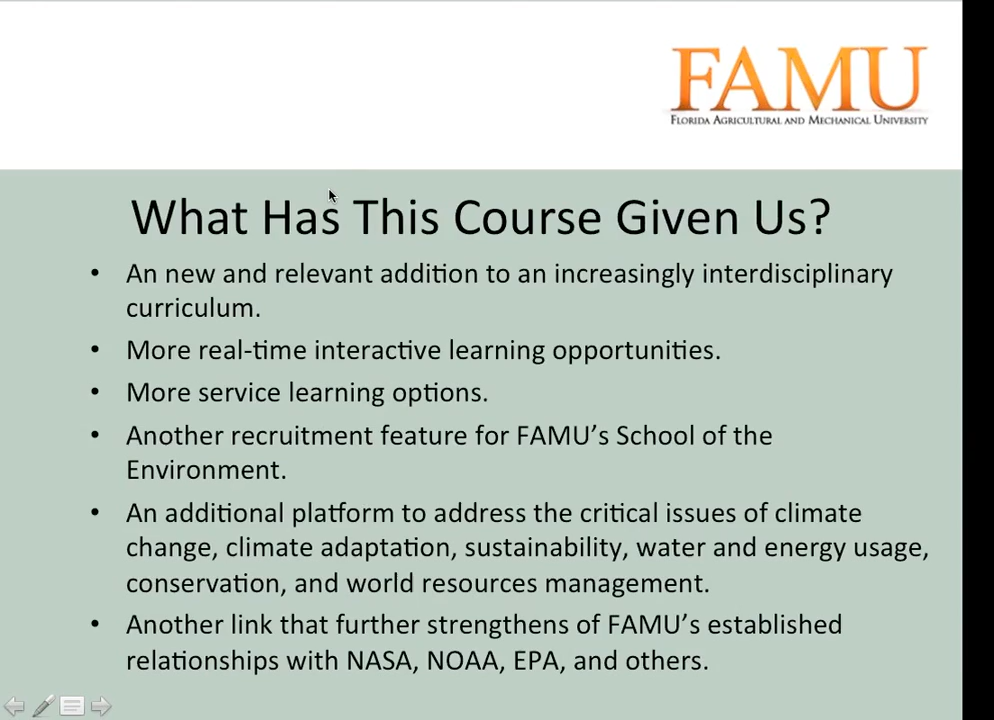 FAMU
FLORIDA AGRICULTURAL AND MECHANICAL UNIVERSITY
What Has This Course Given Us?
• An new and relevant addition to an increasingly interdisciplinary
curriculum.
• More real-time interactive learning opportunities.
• More service learning options.
• Another recruitment feature for FAMU’s School of the
Environment.
• An additional platform to address the critical issues of climate
change, climate adaptation, sustainability, water and energy usage,
conservation, and world resources management.
• Another link that further strengthens of FAMU’s established
relationships with NASA, NOAA, EPA, and others.